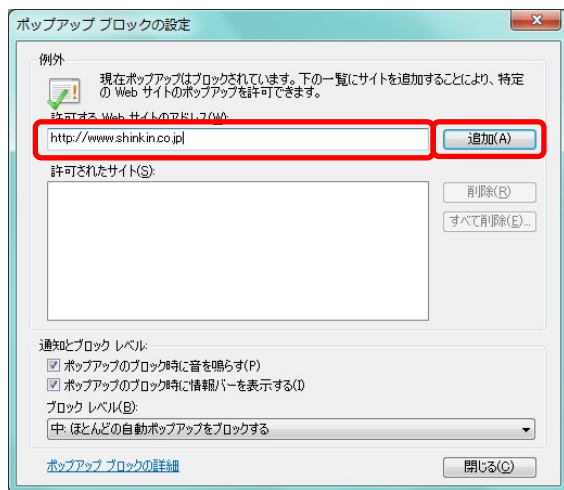 ポップアップ ブロックの設定
例外
現在ポップアップはブロックされています。下の一覧にサイトを追加することにより、特定
の Web サイトのポップアップを許可できます。
許可する Web サイトのアドレス(W):
http://www.shinkin.co.jp
追加(A)
許可されたサイト(S):
削除(R)
すべて削除(E)...
通知とブロック レベル:
ポップアップのブロック時に音を鳴らす(P)
ポップアップのブロック時に情報バーを表示する(I)
ブロック レベル(B):
中: ほとんどの自動ポップアップをブロックする
ポップアップ ブロックの詳細
閉じる(C)